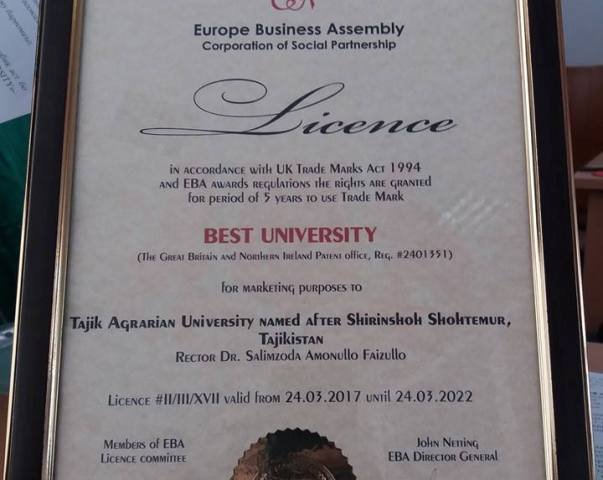 Europe Business Assembly
Corporation of Social Partnership
Licence
in accordance with UK Trade Marks Act 1994
and EBA awards regulations the rights are granted
for period of 5 years to use Trade Mark
BEST UNIVERSITY
(The Great Britain and Northern Ireland Patent office, Reg. #2401351)
for marketing purposes to
Tajik Agrarian University named after Shirinshoh Shohtemur,
Tajikistan
Rector Dr. Salimzoda Amonullo Faizullo
Licence #II/III/XVII valid from 24.03.2017 until 24.03.2022
Members of EBA
Licence committee
John Netting
EBA Director General